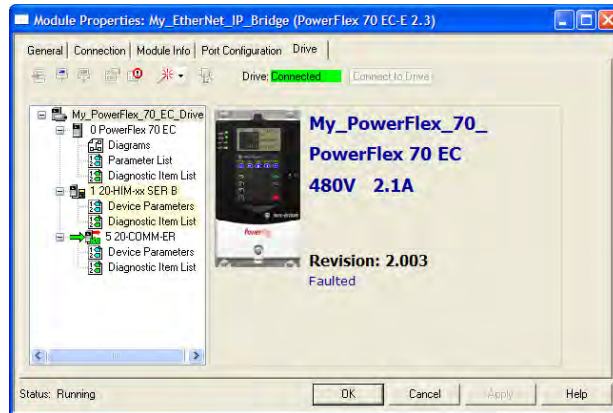 Module Properties: My_EtherNet_IP_Bridge (PowerFlex 70 EC-E 2.3)
General Connection Module Info Port Configuration Drive
Drive: Connected Connect to Drive
My_PowerFlex_70_EC_Drive
0 PowerFlex 70 EC
Diagrams
Parameter List
Diagnostic Item List
1 20-HIM-xx SER B
Device Parameters
Diagnostic Item List
5 20-COMM-ER
Device Parameters
Diagnostic Item List
My_PowerFlex_70_
PowerFlex 70 EC
480V 2.1A
Revision: 2.003
Faulted
Status: Running
OK Cancel Apply Help